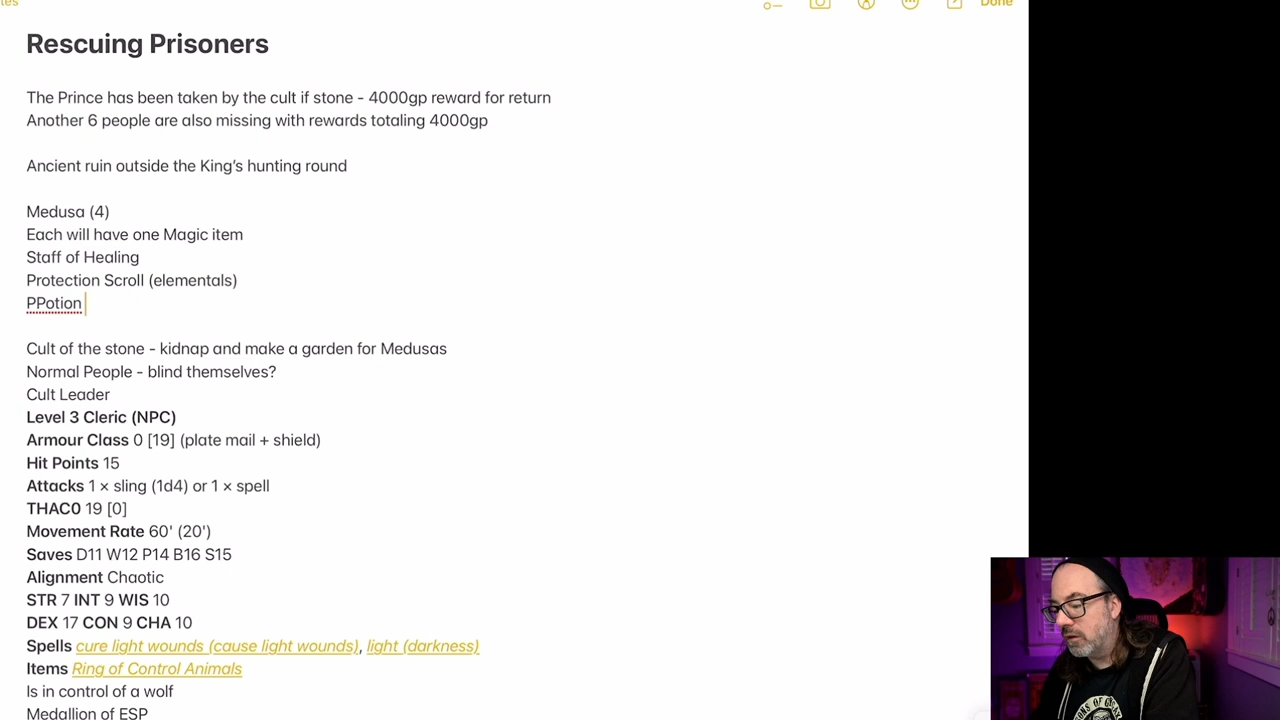 tes
Done
Rescuing Prisoners
The Prince has been taken by the cult if stone - 4000gp reward for return
Another 6 people are also missing with rewards totaling 4000gp
Ancient ruin outside the King's hunting round
Medusa (4)
Each will have one Magic item
Staff of Healing
Protection Scroll (elementals)
PPotion
Cult of the stone - kidnap and make a garden for Medusas
Normal People - blind themselves?
Cult Leader
Level 3 Cleric (NPC)
Armour Class 0 [19] (plate mail + shield)
Hit Points 15
Attacks 1 × sling (1d4) or 1 × spell
THAC0 19 [0]
Movement Rate 60' (20')
Saves D11 W12 P14 B16 S15
Alignment Chaotic
STR 7 INT 9 WIS 10
DEX 17 CON 9 CHA 10
Spells cure light wounds (cause light wounds), light (darkness)
Items Ring of Control Animals
Is in control of a wolf
Medallion of ESP